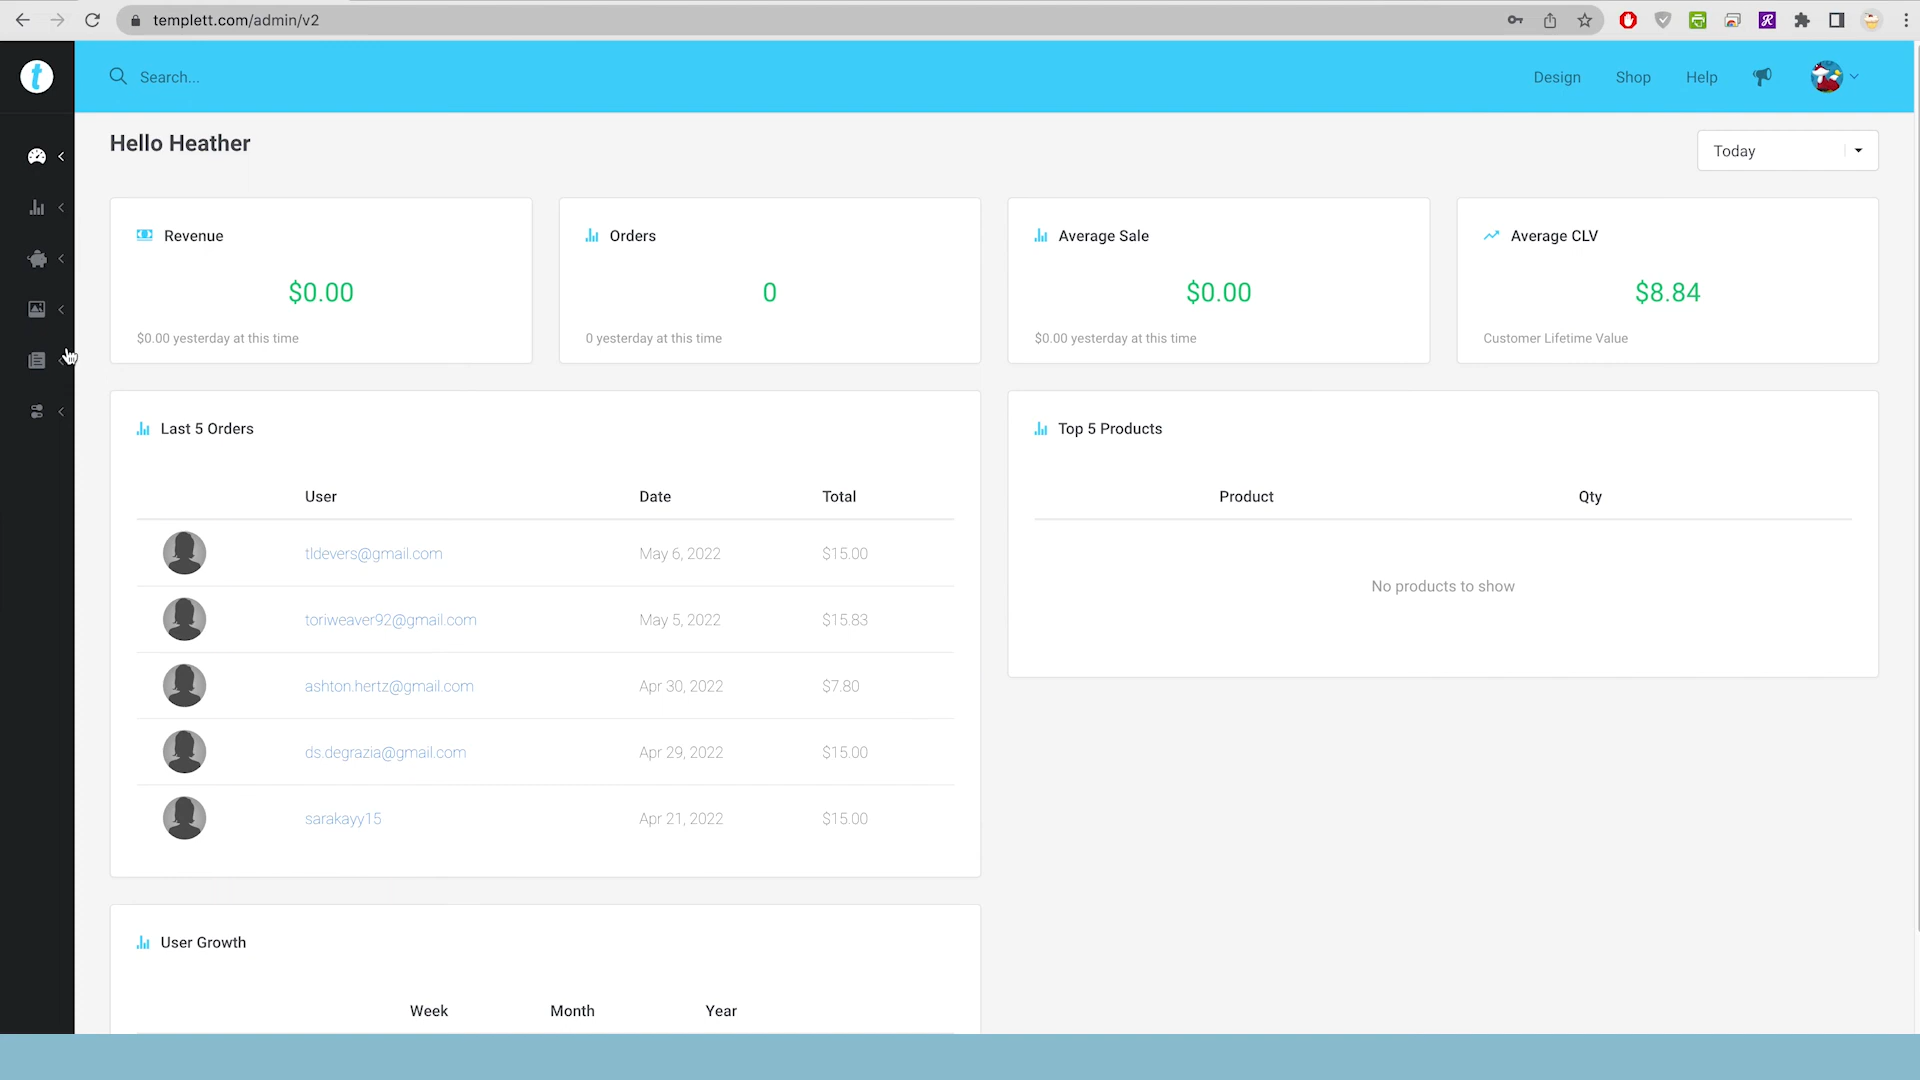 templett.com/admin/v2
t
Search...
Design
Shop
Help
Hello Heather
Today
Revenue
$0.00
$0.00 yesterday at this time
Orders
0
0 yesterday at this time
Average Sale
$0.00
$0.00 yesterday at this time
Average CLV
$8.84
Customer Lifetime Value
Last 5 Orders
User Date Total
tldevers@gmail.com May 6, 2022 $15.00
toriweaver92@gmail.com May 5, 2022 $15.83
ashton.hertz@gmail.com Apr 30, 2022 $7.80
ds.degrazia@gmail.com Apr 29, 2022 $15.00
sarakayy15 Apr 21, 2022 $15.00
Top 5 Products
Product Qty
No products to show
User Growth
Week Month Year